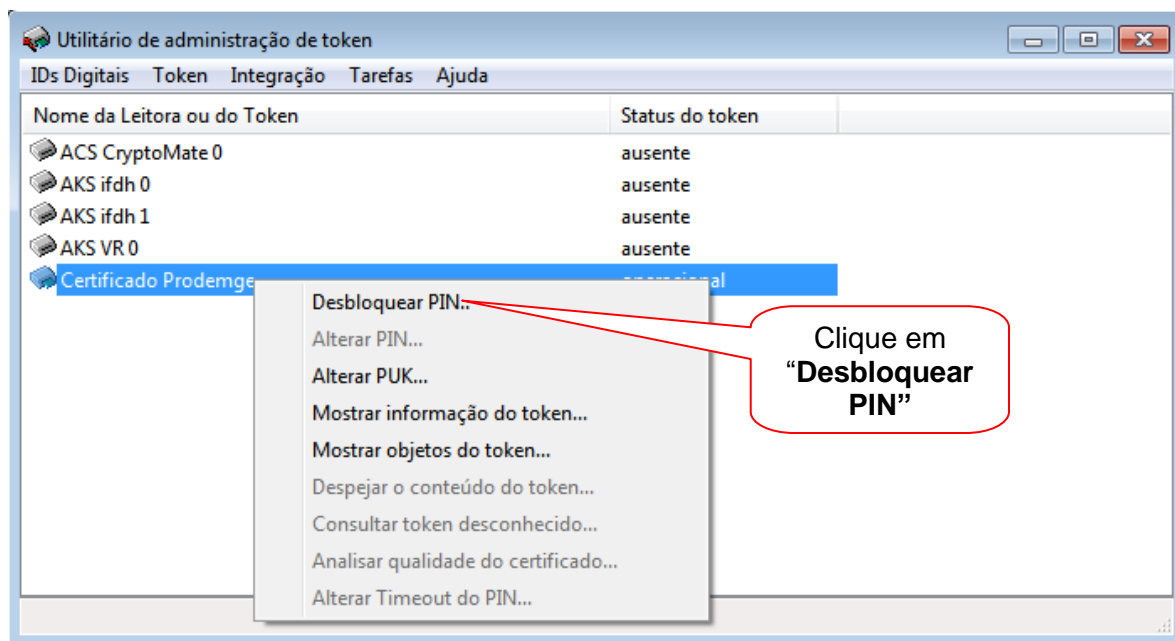 Utilitário de administração de token
IDs Digitais Token Integração Tarefas Ajuda
Nome da Leitora ou do Token Status do token
ACS CryptoMate 0 ausente
AKS ifdh 0 ausente
AKS ifdh 1 ausente
AKS VR 0 ausente
Certificado Prodemge operacional
Desbloquear PIN..
Alterar PIN...
Alterar PUK...
Mostrar informação do token...
Mostrar objetos do token...
Despejar o conteúdo do token...
Consultar token desconhecido...
Analisar qualidade do certificado...
Alterar Timeout do PIN...
Clique em
“Desbloquear
PIN”